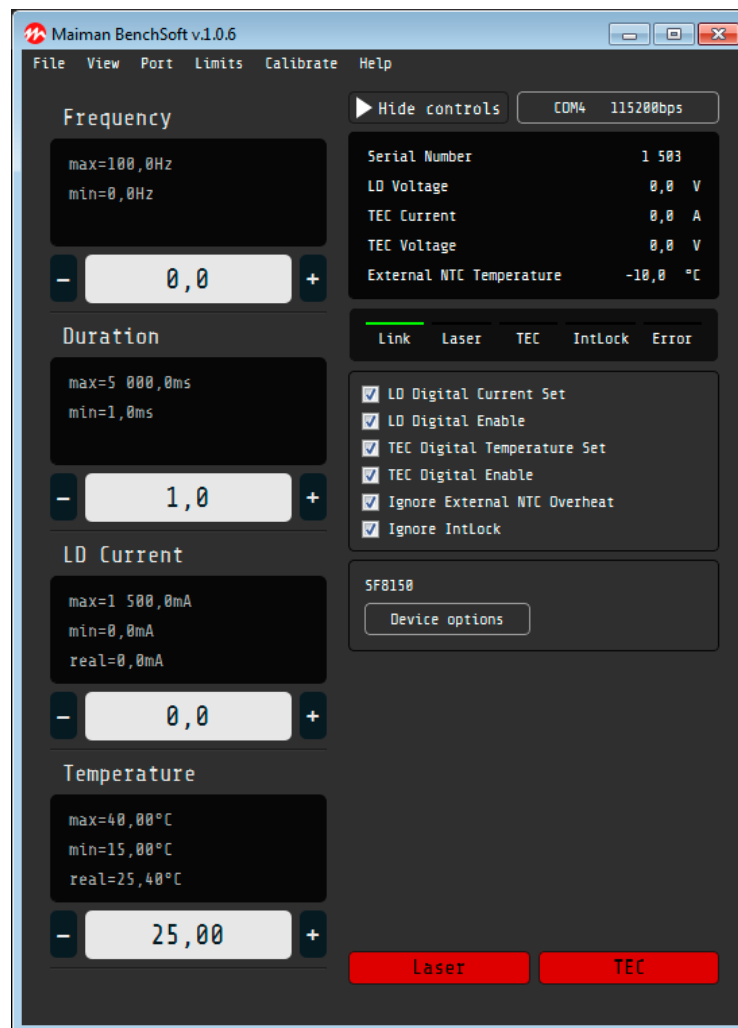 Maiman BenchSoft v.1.0.6
File View Port Limits Calibrate Help
Frequency
max=100,0Hz
min=0,0Hz
– 0,0 +
Duration
max=5 000,0ms
min=1,0ms
– 1,0 +
LD Current
max=1 500,0mA
min=0,0mA
real=0,0mA
– 0,0 +
Temperature
max=40,00°C
min=15,00°C
real=25,40°C
– 25,00 +
Hide controls
COM4 115200bps
Serial Number 1 503
LD Voltage 0,0 V
TEC Current 0,0 A
TEC Voltage 0,0 V
External NTC Temperature -10,0 °C
Link Laser TEC IntLock Error
LD Digital Current Set
LD Digital Enable
TEC Digital Temperature Set
TEC Digital Enable
Ignore External NTC Overheat
Ignore IntLock
SF8150
Device options
Laser TEC